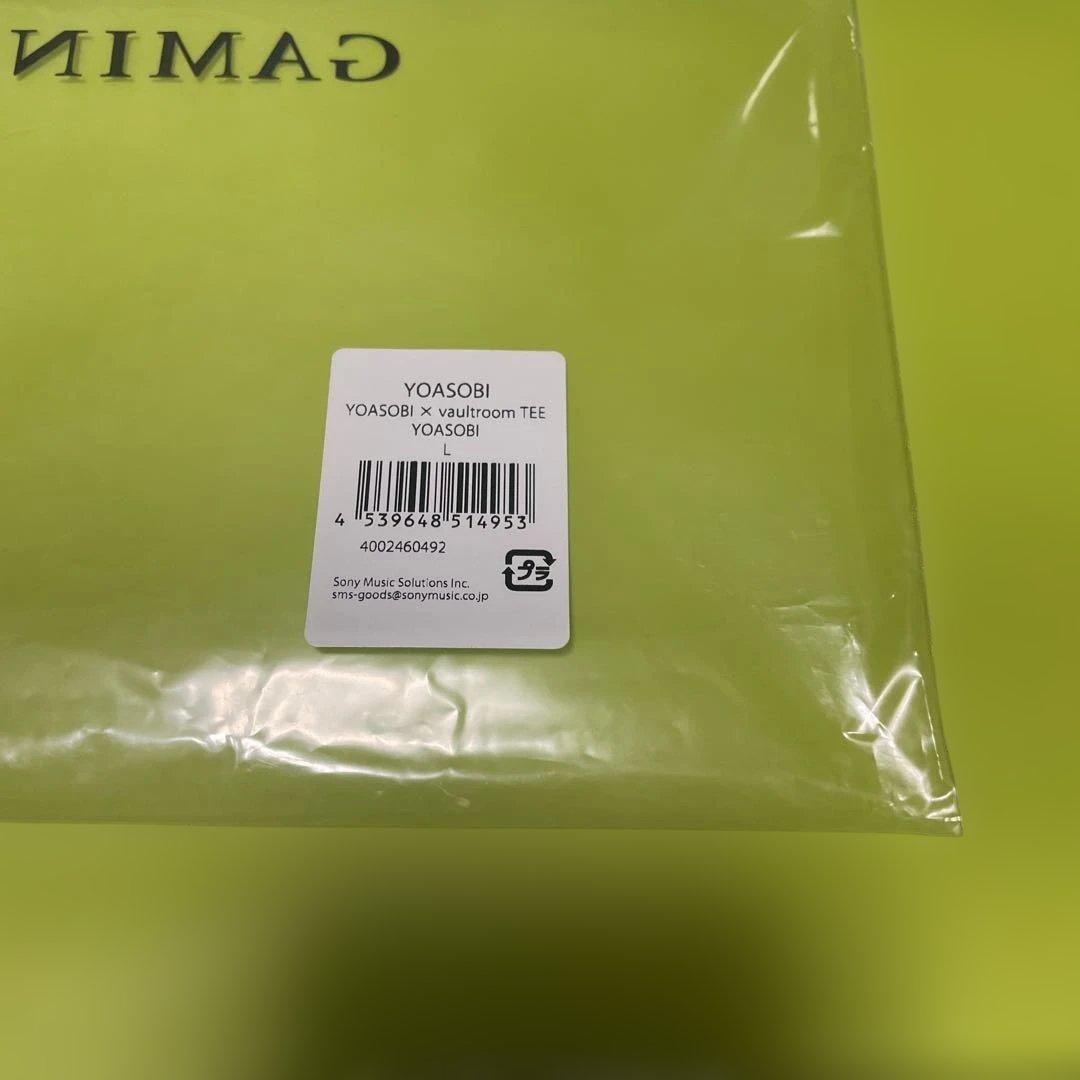 GAMIN
YOASOBI
YOASOBI × vaultroom TEE
YOASOBI
L
4 539648 514953
4002460492
プラ
Sony Music Solutions Inc.
sms-goods@sonymusic.co.jp